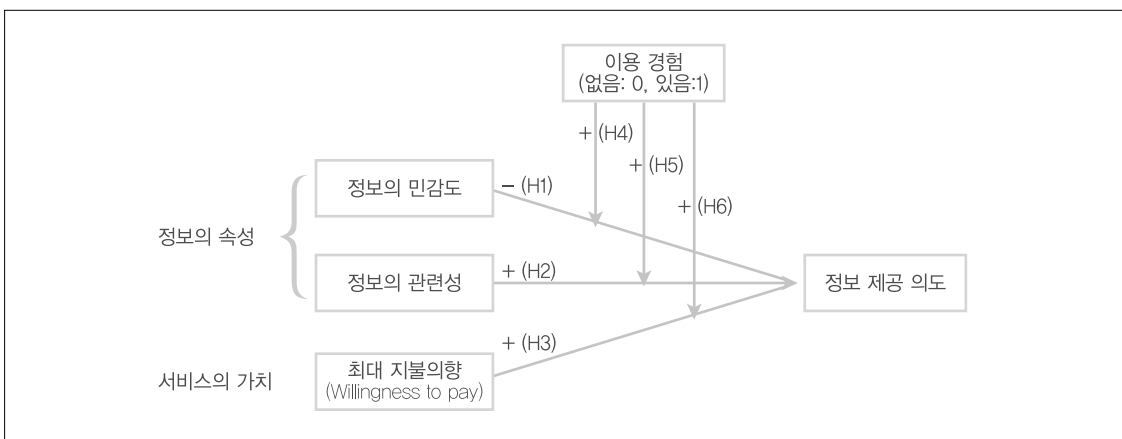 이용 경험
(없음: 0, 있음:1)
+ (H4)
+ (H5)
+ (H6)
정보의 민감도
− (H1)
정보의 속성
정보의 관련성
+ (H2)
정보 제공 의도
+ (H3)
서비스의 가치
최대 지불의향
(Willingness to pay)